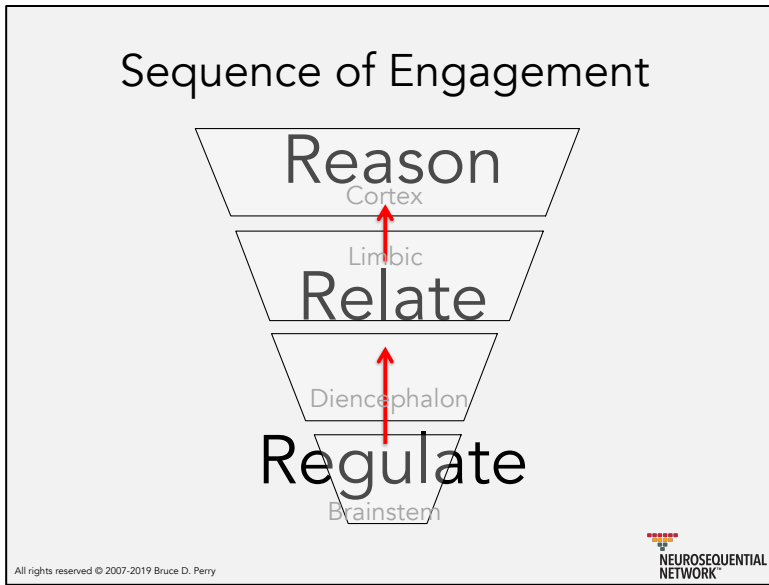 Sequence of Engagement
Reason
Cortex
Limbic
Relate
Diencephalon
Regulate
Brainstem
All rights reserved © 2007-2019 Bruce D. Perry
NEUROSEQUENTIAL
NETWORK™